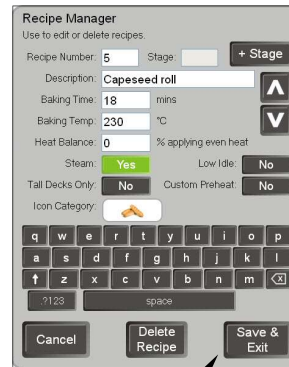 Recipe Manager
Use to edit or delete recipes.
Recipe Number: 5 Stage: + Stage
Description: Capeseed roll
Baking Time: 18 mins
Baking Temp: 230 °C
Heat Balance: 0 % applying even heat
Steam: Yes Low Idle: No
Tall Decks Only: No Custom Preheat: No
Icon Category:
q w e r t y u i o p
a s d f g h j k l
z x c v b n m
.?123 space
Cancel Delete Recipe Save & Exit